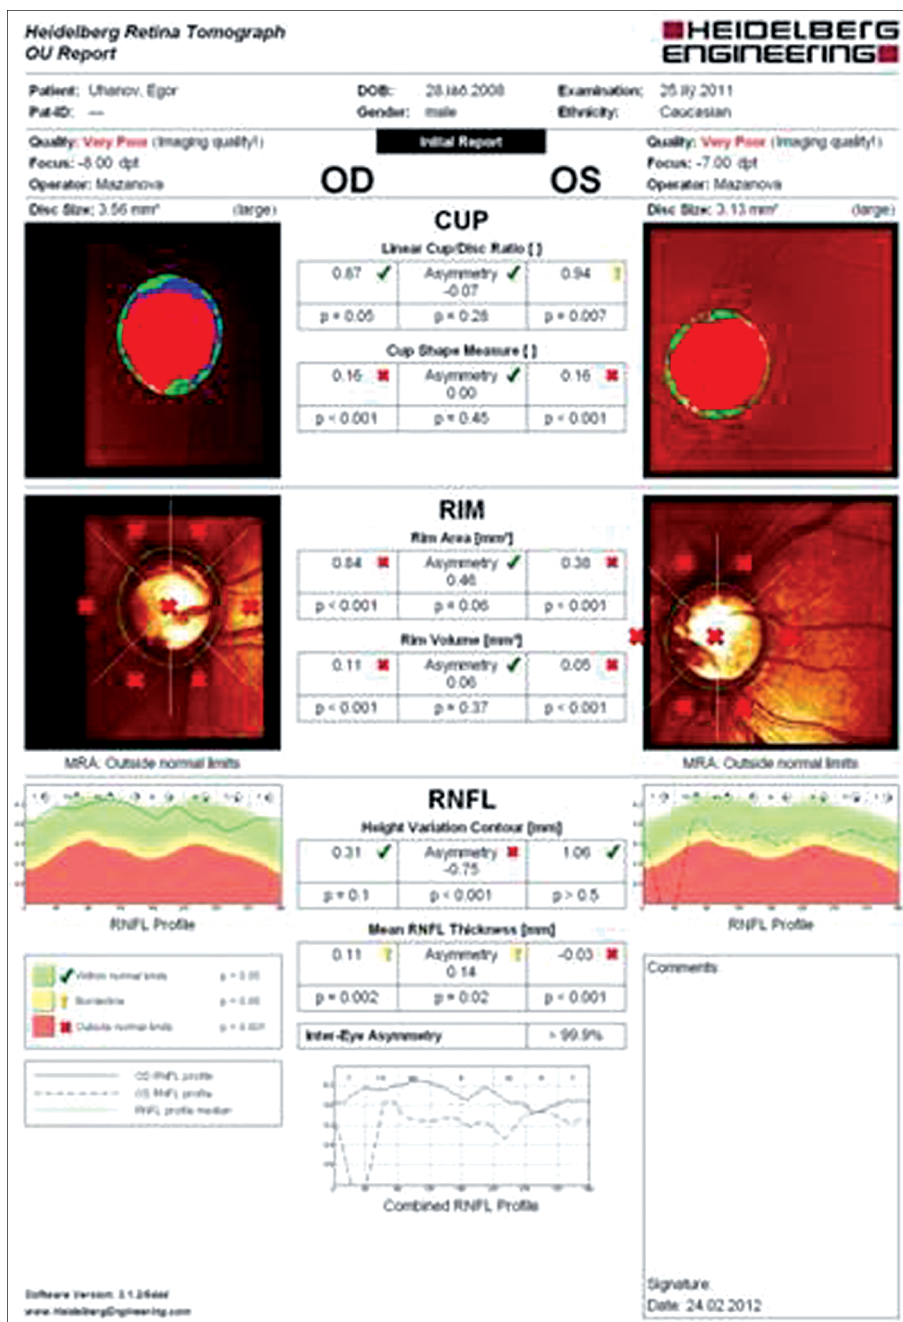 Heidelberg Retina Tomograph
OU Report
HEIDELBERG
ENGINEERING
Patient: Uhanov, Egor
DOB: 2008
Examination: 2011
Pat-ID: ---
Gender: male
Ethnicity: Caucasian
Quality: Very Poor (Imaging quality!)
Focus: -8.00 dpt
Operator: Mazanova
Initial Report
Quality: Very Poor (Imaging quality!)
Focus: -7.00 dpt
Operator: Mazanova
OD OS
Disc Size: 3.56 mm² (large)
Disc Size: 3.13 mm² (large)
CUP
Linear Cup/Disc Ratio [ ]
0.87 Asymmetry 0.94
-0.07
p = 0.05 p = 0.28 p = 0.007
Cup Shape Measure [ ]
0.16 Asymmetry 0.16
0.00
p < 0.001 p = 0.45 p < 0.001
RIM
Rim Area [mm²]
0.84 Asymmetry 0.38
0.46
p < 0.001 p = 0.06 p < 0.001
Rim Volume [mm³]
0.11 Asymmetry 0.05
0.06
p < 0.001 p = 0.37 p < 0.001
MRA: Outside normal limits
MRA: Outside normal limits
RNFL
Height Variation Contour [mm]
0.31 Asymmetry 1.06
-0.75
p = 0.1 p < 0.001 p > 0.5
RNFL Profile
RNFL Profile
Mean RNFL Thickness [mm]
0.11 Asymmetry -0.03
0.14
p = 0.002 p = 0.02 p < 0.001
Inter-Eye Asymmetry > 99.9%
Within normal limits
Borderline
Outside normal limits
OD RNFL profile
OS RNFL profile
RNFL profile median
Combined RNFL Profile
Comments:
Signature:
Date: 24.02.2012
Software Version:
www.HeidelbergEngineering.com